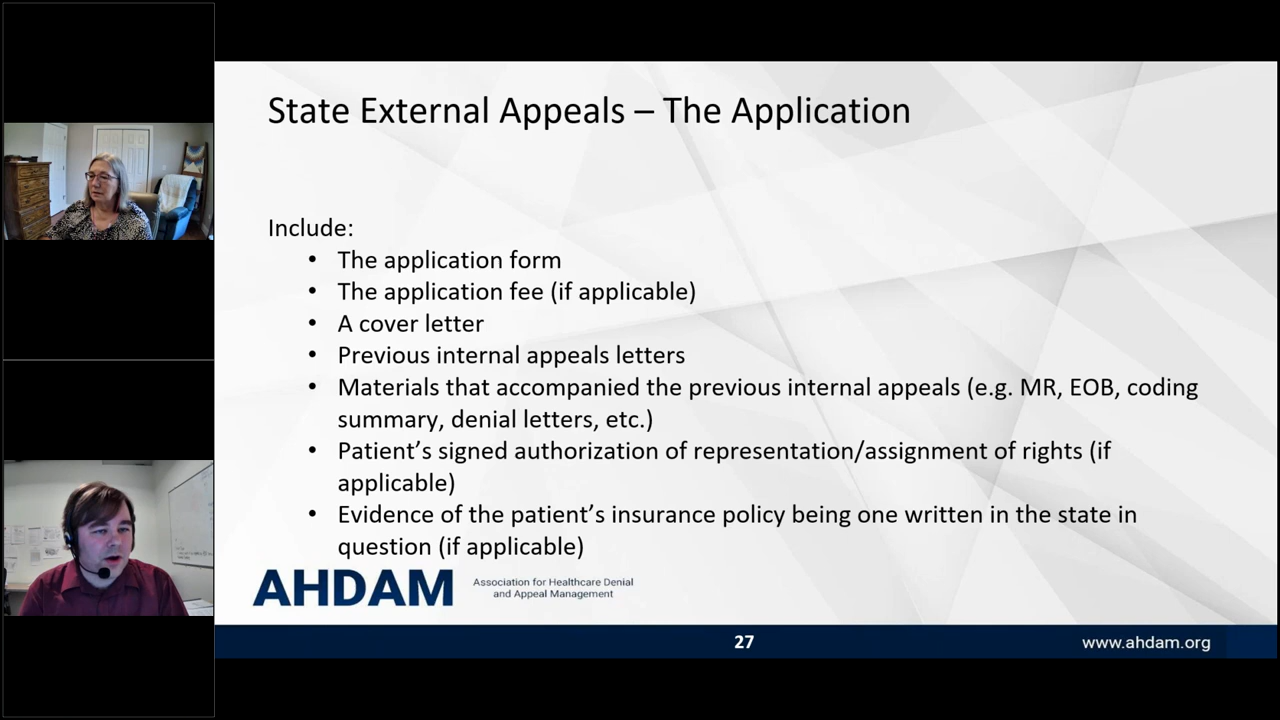 State External Appeals – The Application
Include:
• The application form
• The application fee (if applicable)
• A cover letter
• Previous internal appeals letters
• Materials that accompanied the previous internal appeals (e.g. MR, EOB, coding
summary, denial letters, etc.)
• Patient’s signed authorization of representation/assignment of rights (if
applicable)
• Evidence of the patient’s insurance policy being one written in the state in
question (if applicable)
AHDAM
Association for Healthcare Denial
and Appeal Management
27
www.ahdam.org